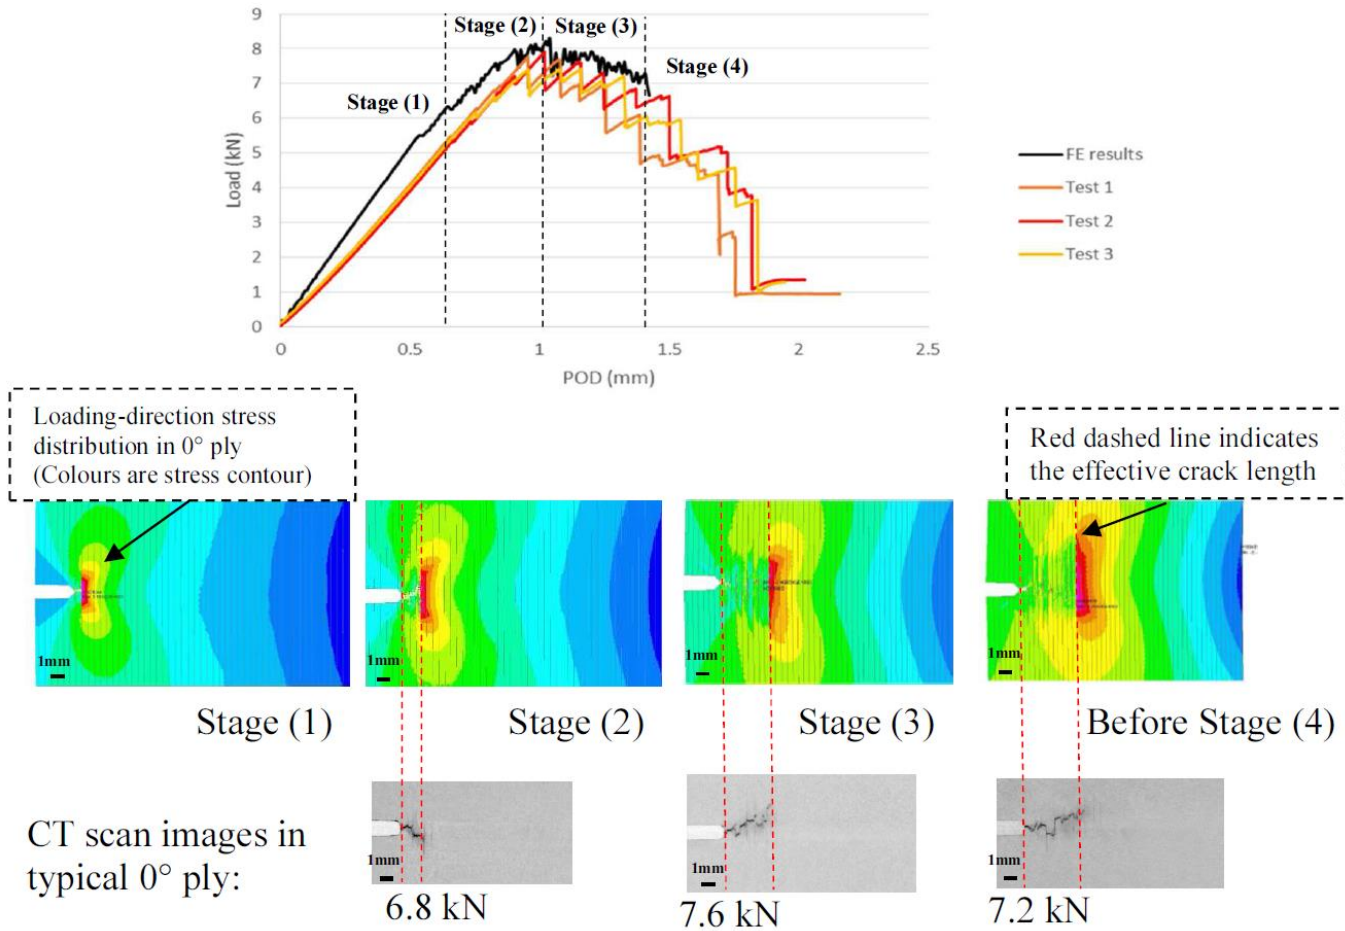 9
8
7
6
5
4
3
2
1
0
Load (kN)
0
0.5
1
1.5
2
2.5
POD (mm)
Stage (1)
Stage (2)
Stage (3)
Stage (4)
FE results
Test 1
Test 2
Test 3
Loading-direction stress
distribution in 0° ply
(Colours are stress contour)
Red dashed line indicates
the effective crack length
1mm
1mm
1mm
1mm
Stage (1)
Stage (2)
Stage (3)
Before Stage (4)
CT scan images in
typical 0° ply:
1mm
1mm
1mm
6.8 kN
7.6 kN
7.2 kN